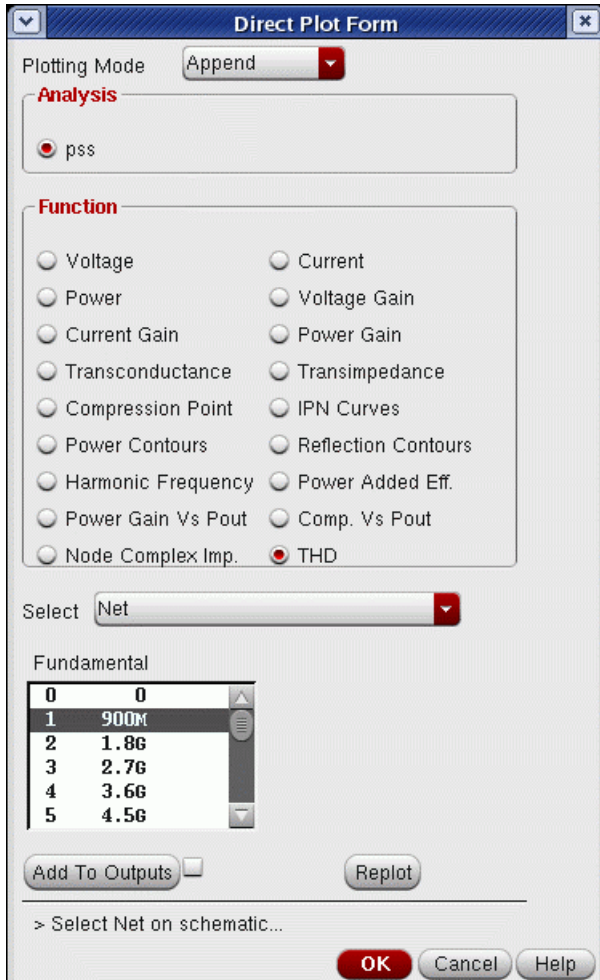 Direct Plot Form
Plotting Mode Append
Analysis
pss
Function
Voltage Current
Power Voltage Gain
Current Gain Power Gain
Transconductance Transimpedance
Compression Point IPN Curves
Power Contours Reflection Contours
Harmonic Frequency Power Added Eff.
Power Gain Vs Pout Comp. Vs Pout
Node Complex Imp. THD
Select Net
Fundamental
0 0
1 900M
2 1.8G
3 2.7G
4 3.6G
5 4.5G
Add To Outputs Replot
> Select Net on schematic...
OK Cancel Help